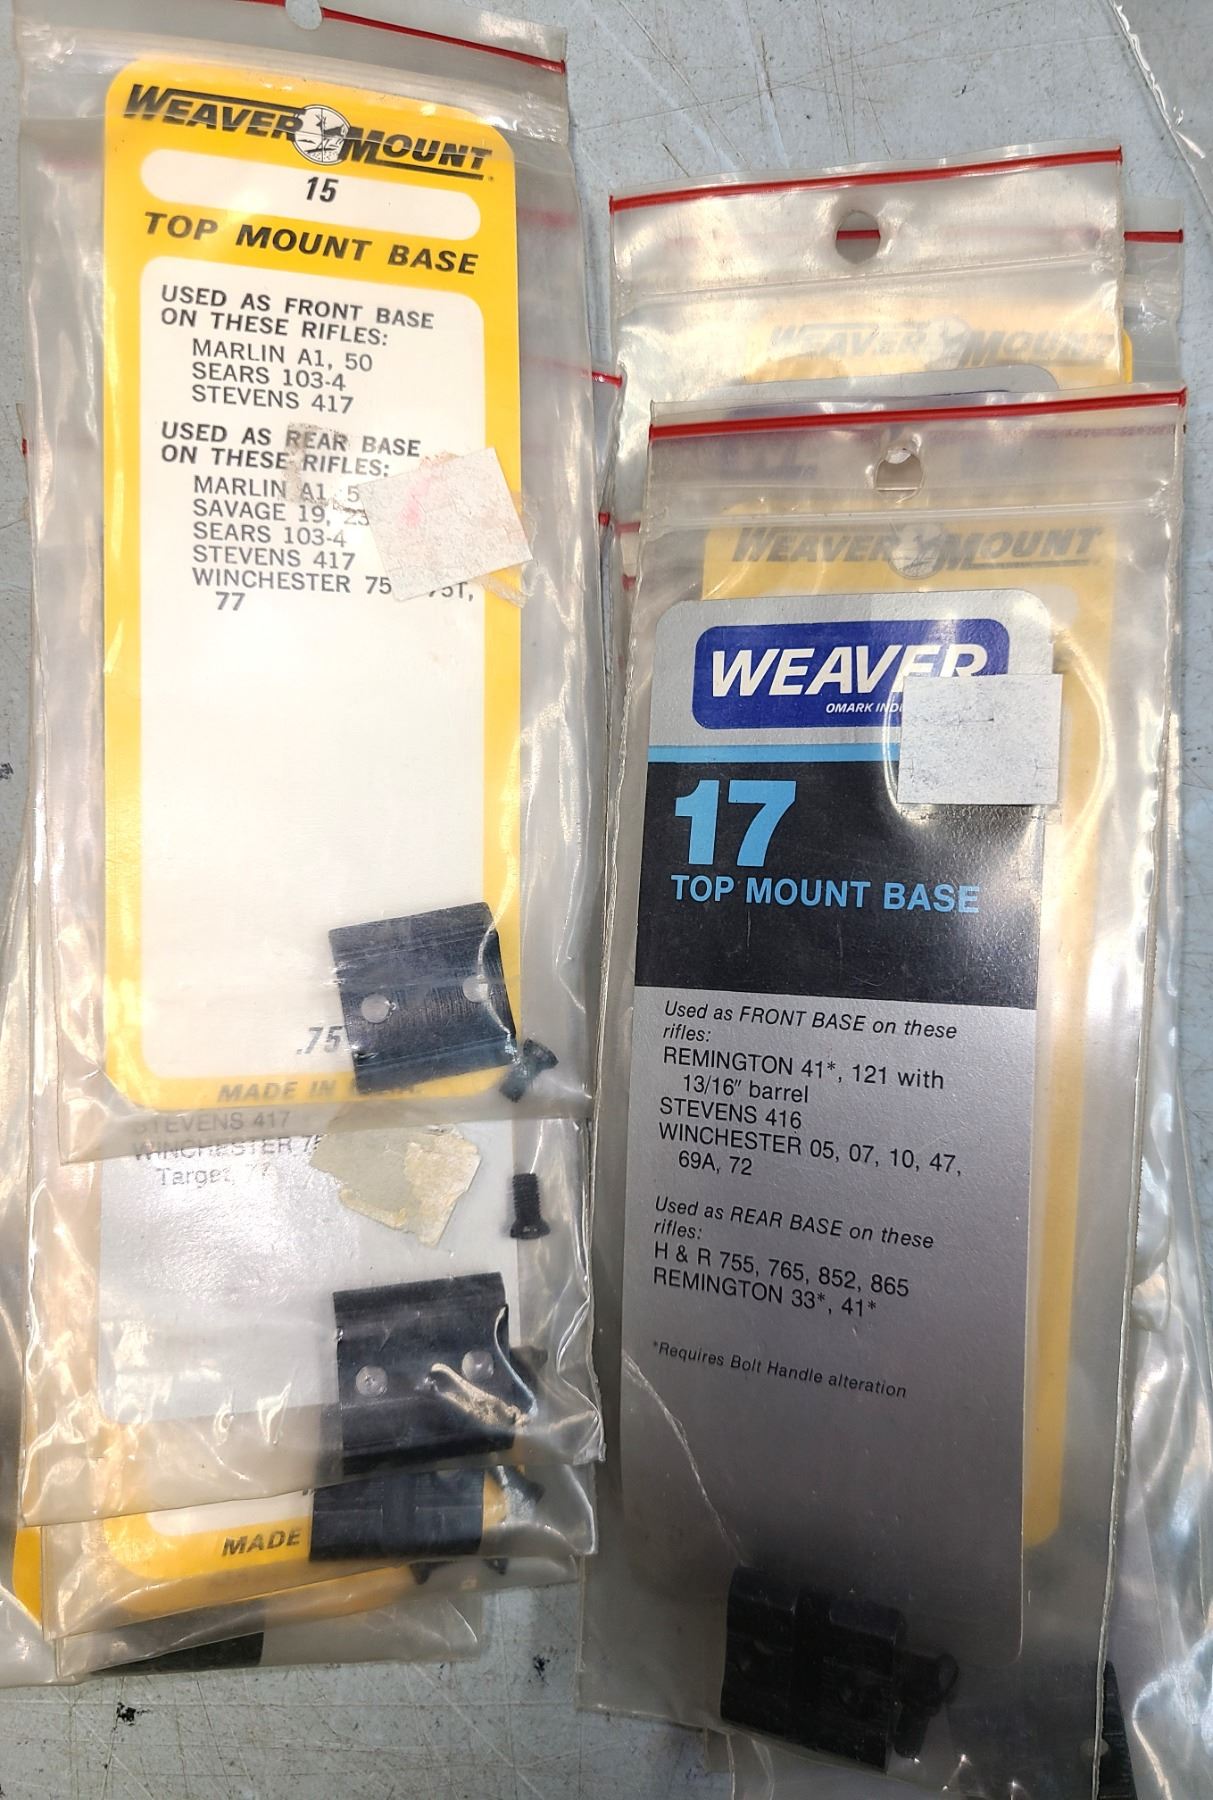 WEAVER MOUNT
15
TOP MOUNT BASE
USED AS FRONT BASE
ON THESE RIFLES:
MARLIN A1, 50
SEARS 103-4
STEVENS 417
USED AS REAR BASE
ON THESE RIFLES:
MARLIN A1
SAVAGE 19,
SEARS 103-4
STEVENS 417
WINCHESTER 75
77
.75
MADE IN
STEVENS 417
WINCHESTER
Target, 77
MADE
WEAVER MOUNT
WEAVER MOUNT
WEAVER
OMARK
17
TOP MOUNT BASE
Used as FRONT BASE on these
rifles:
REMINGTON 41*, 121 with
13/16" barrel
STEVENS 416
WINCHESTER 05, 07, 10, 47,
69A, 72
Used as REAR BASE on these
rifles:
H & R 755, 765, 852, 865
REMINGTON 33*, 41*
*Requires Bolt Handle alteration